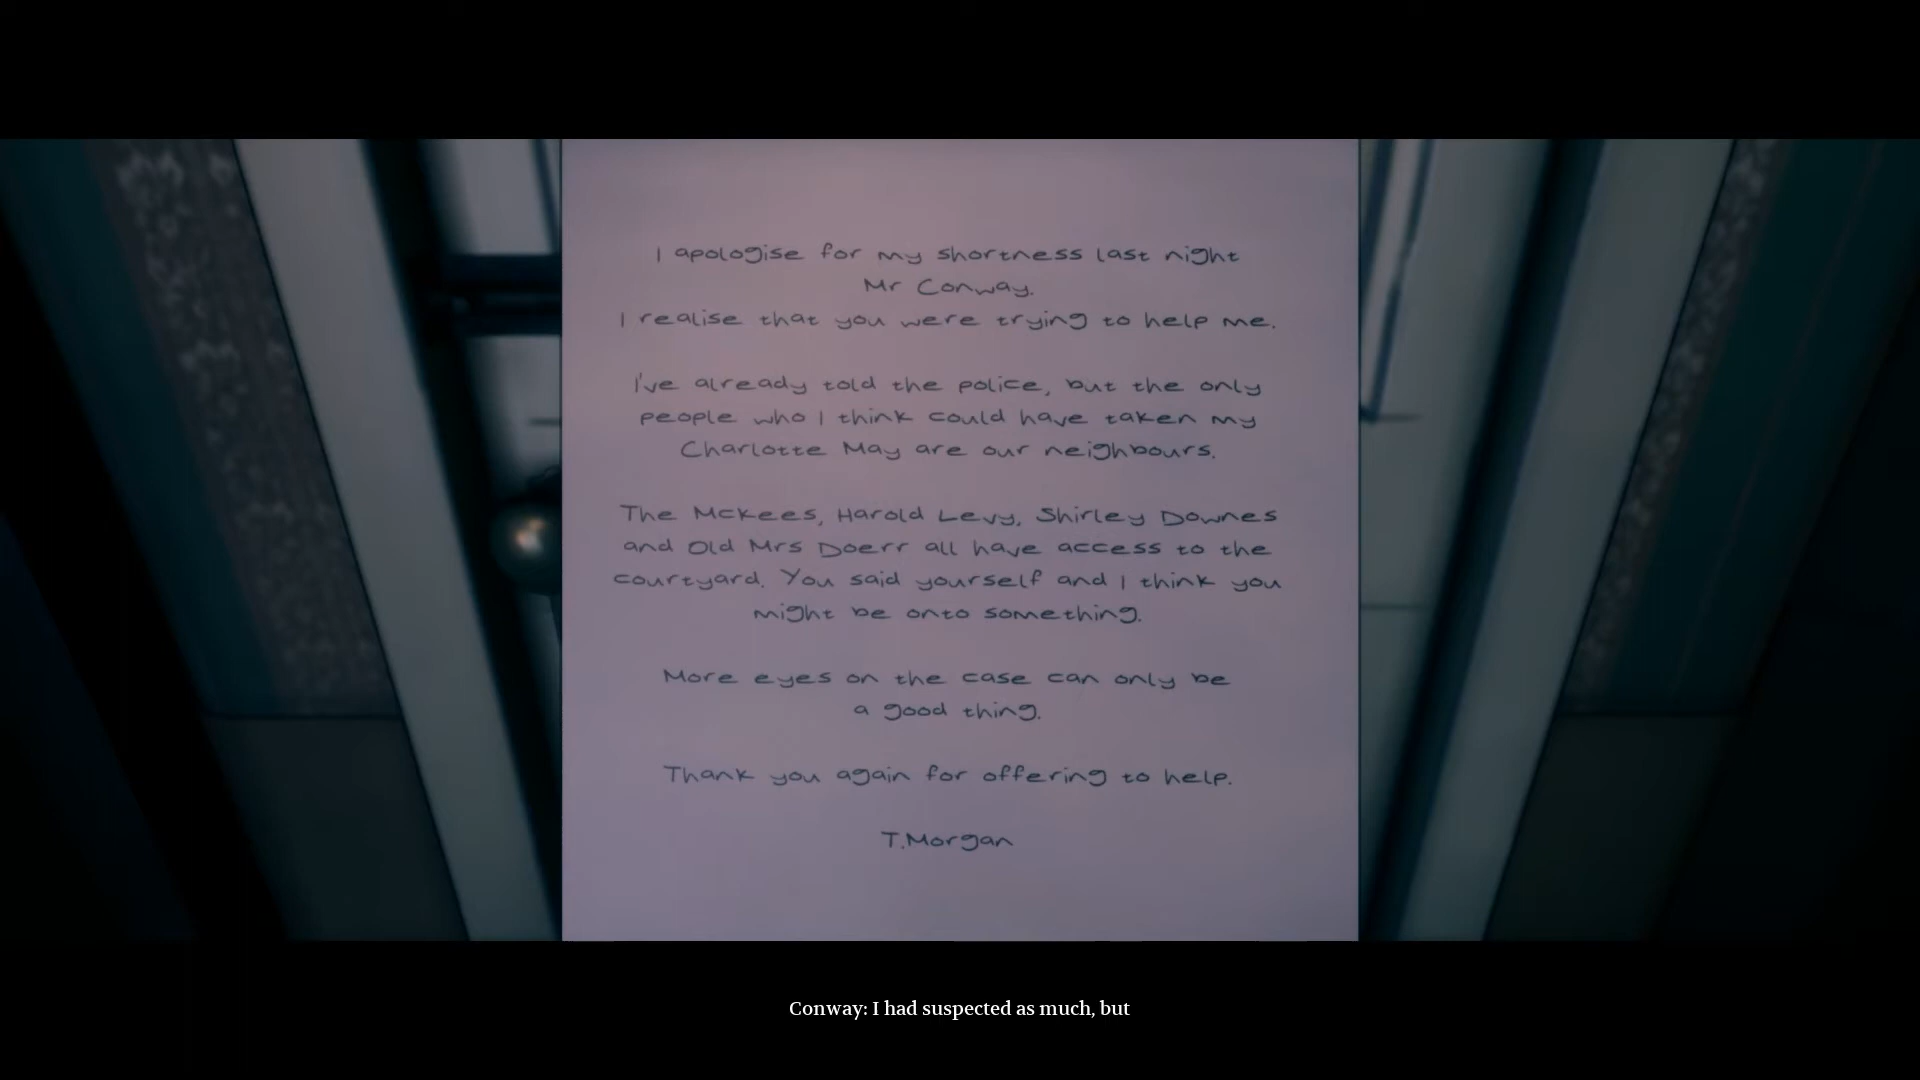 I apologise for my shortness last night
Mr Conway.
I realise that you were trying to help me.
I've already told the police, but the only
people who I think could have taken my
Charlotte May are our neighbours.
The McKees, Harold Levy, Shirley Downes
and Old Mrs Doerr all have access to the
courtyard. You said yourself and I think you
might be onto something.
More eyes on the case can only be
a good thing.
Thank you again for offering to help.
T.Morgan
Conway: I had suspected as much, but